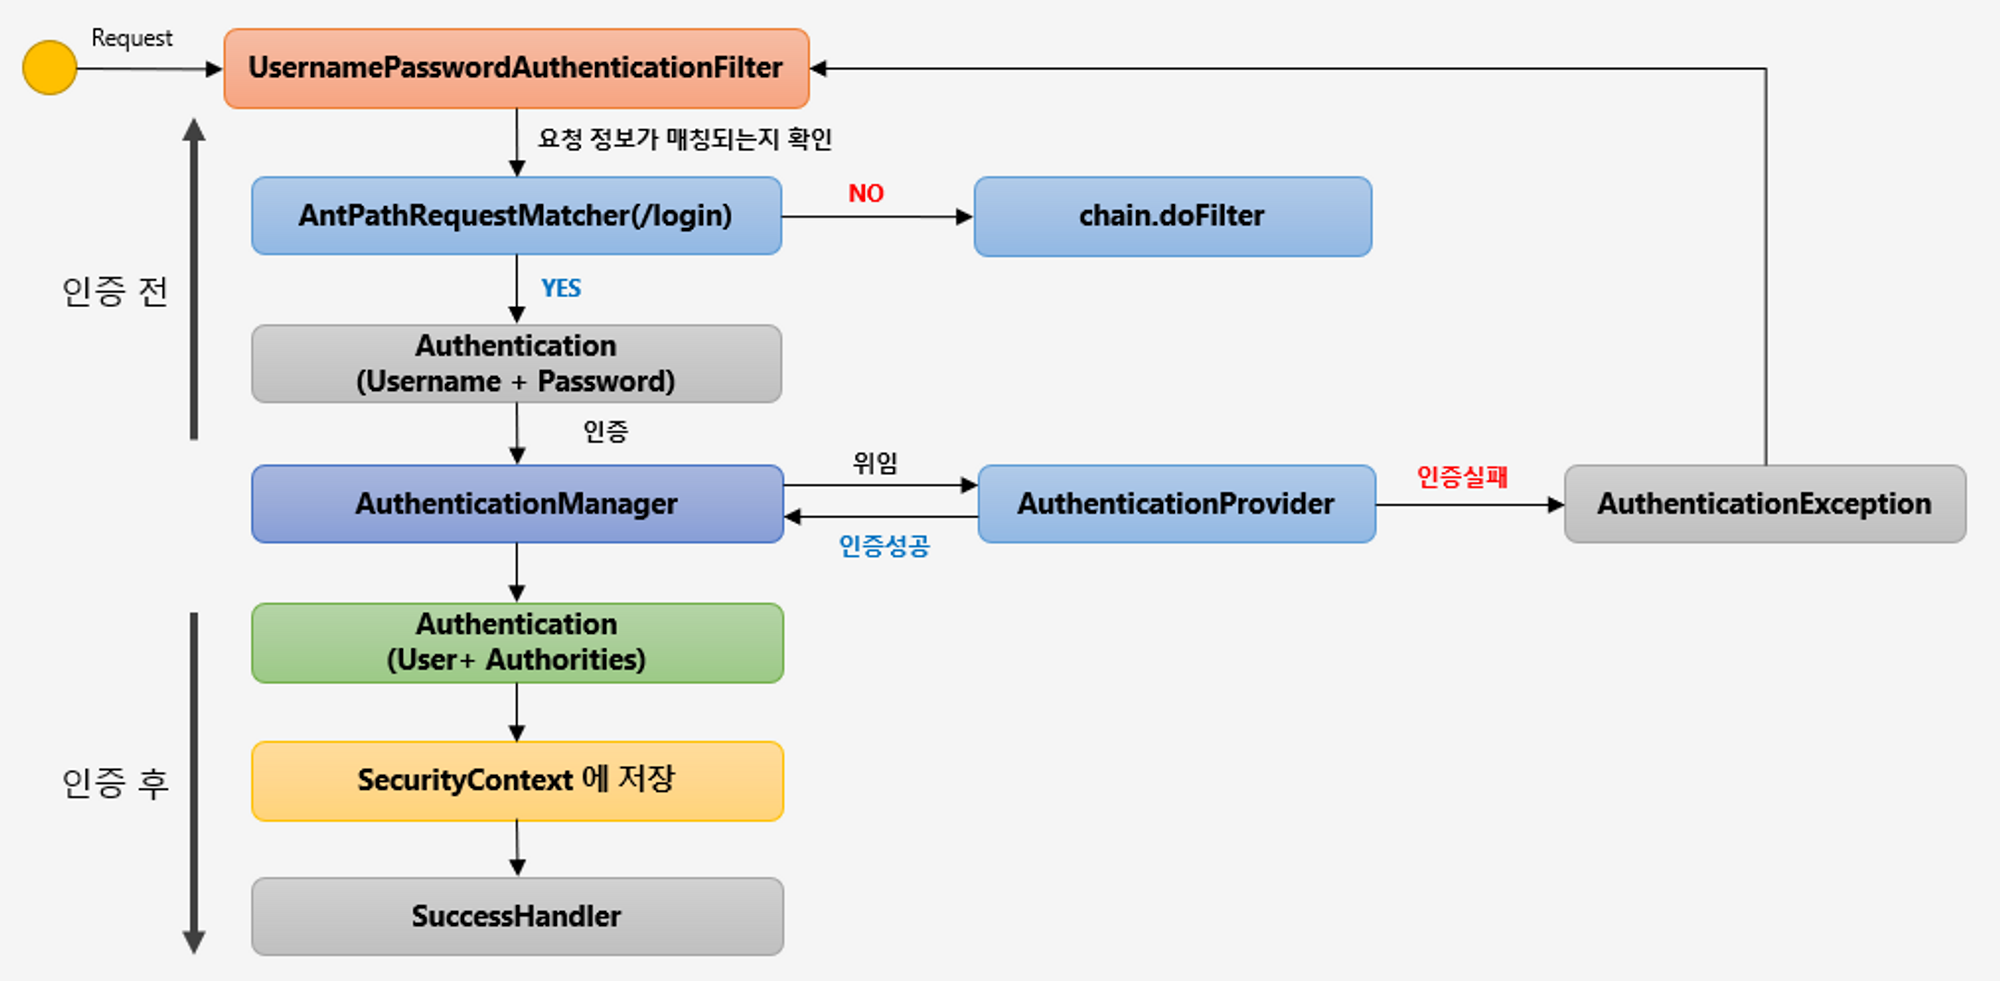 Request
UsernamePasswordAuthenticationFilter
요청 정보가 매칭되는지 확인
AntPathRequestMatcher(/login)
NO
chain.doFilter
인증 전
YES
Authentication
(Username + Password)
인증
AuthenticationManager
위임
인증성공
AuthenticationProvider
인증실패
AuthenticationException
Authentication
(User+ Authorities)
인증 후
SecurityContext 에 저장
SuccessHandler